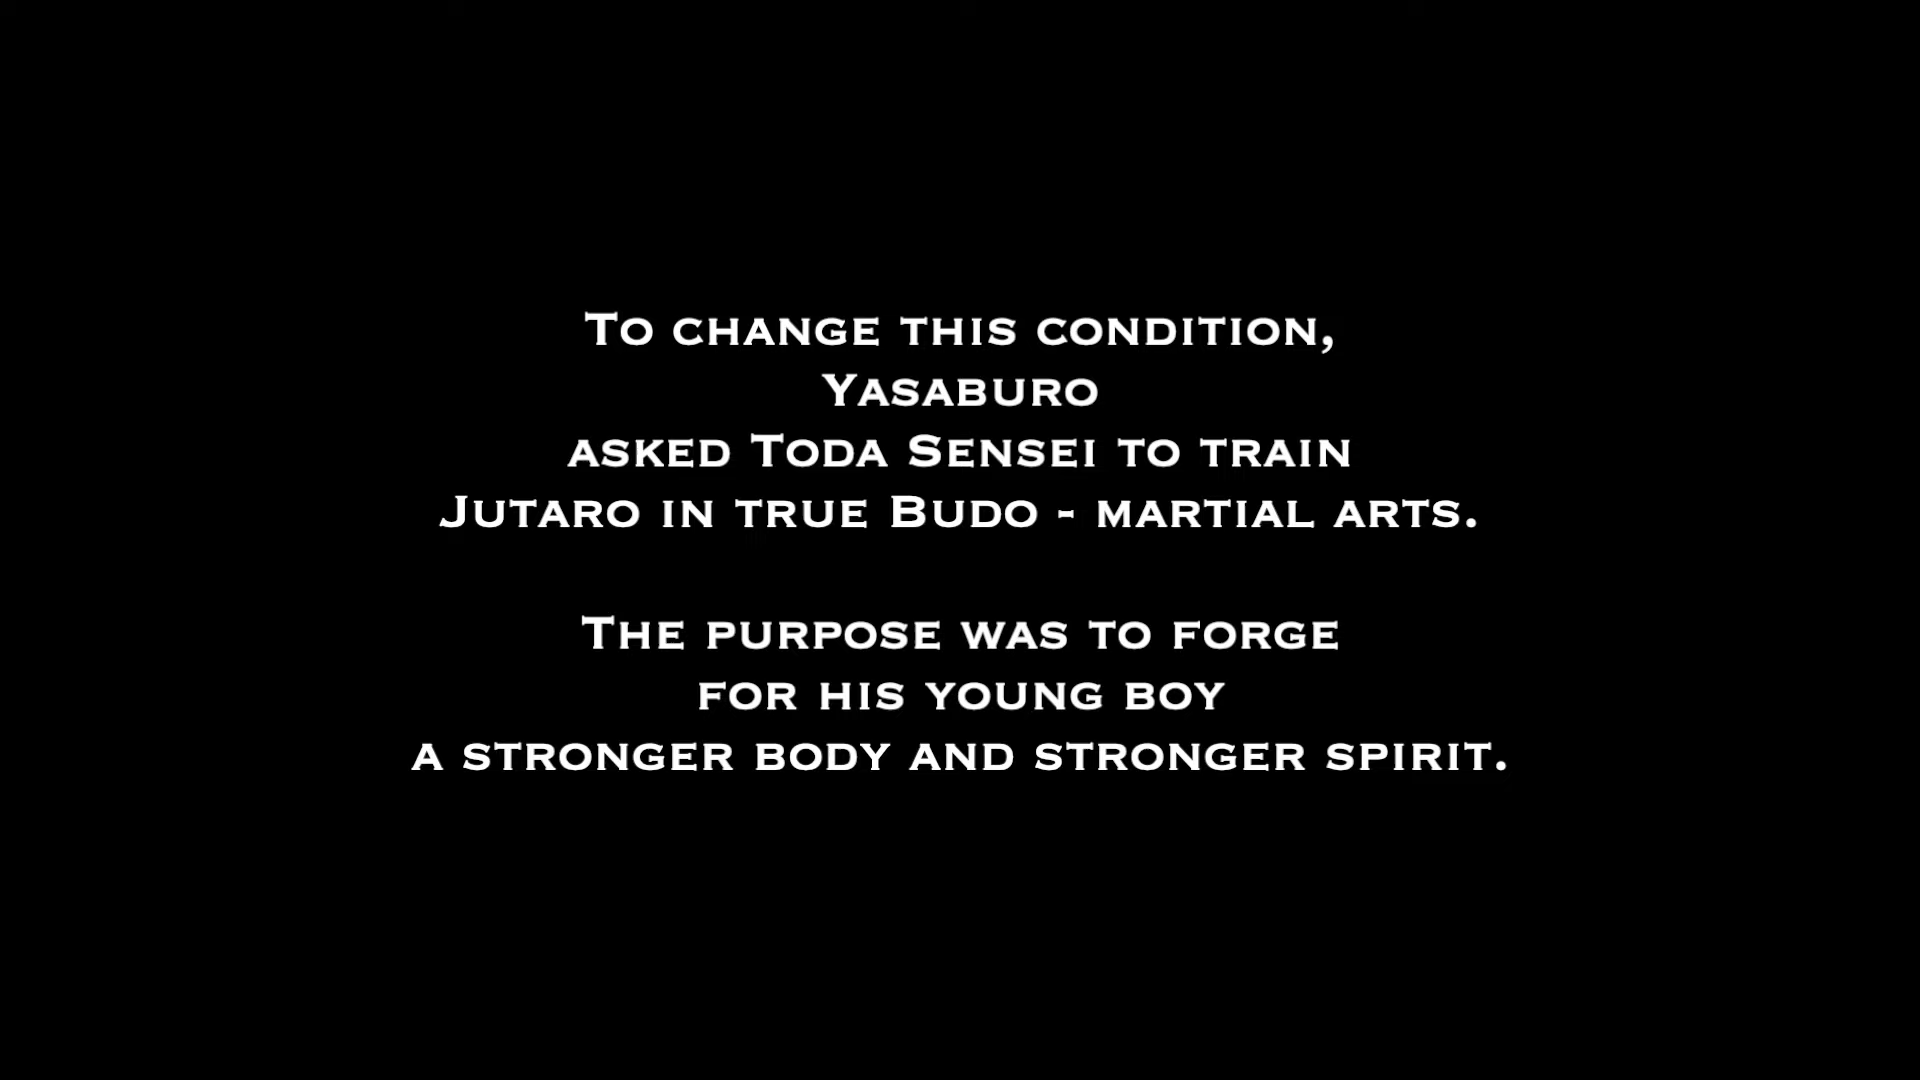 To change this condition,
Yasaburo
asked Toda Sensei to train
Jutaro in true Budo - martial arts.
The purpose was to forge
for his young boy
a stronger body and stronger spirit.